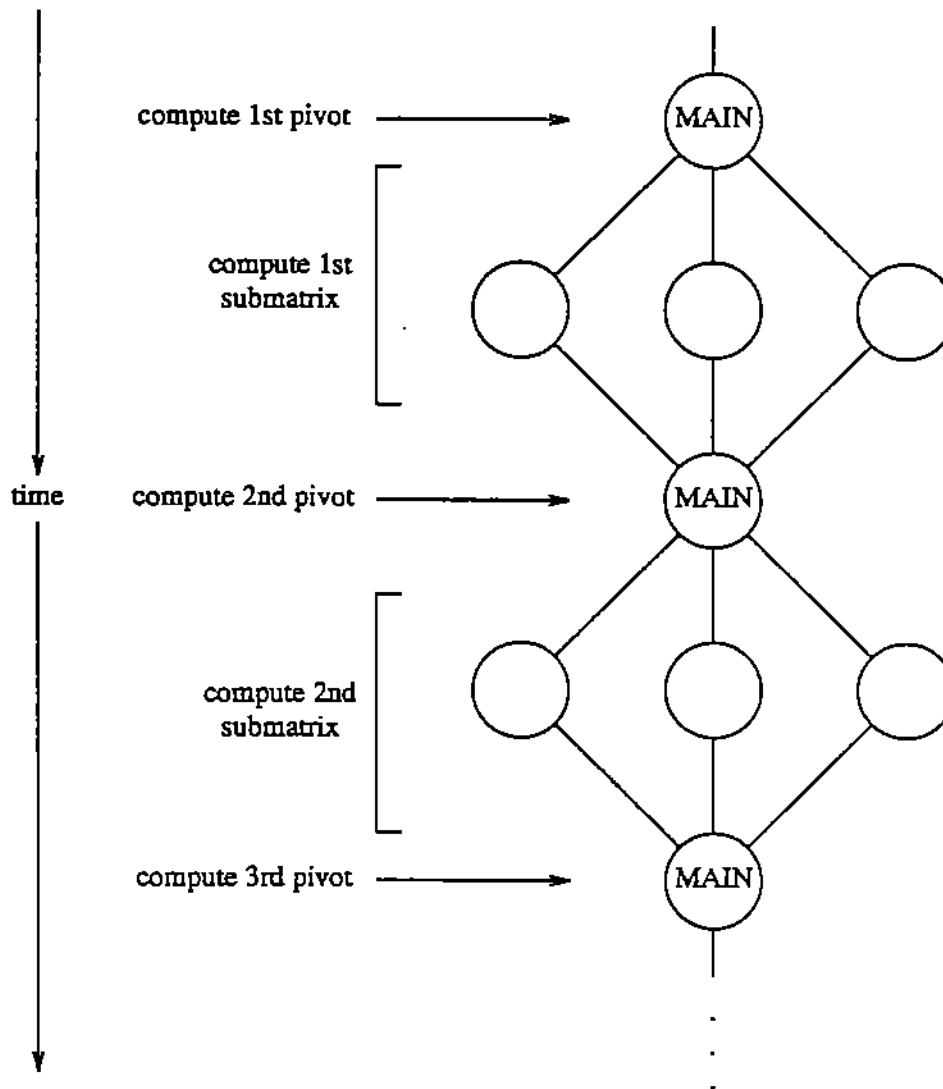 compute 1st pivot
MAIN
compute 1st
submatrix
time
compute 2nd pivot
MAIN
compute 2nd
submatrix
compute 3rd pivot
MAIN